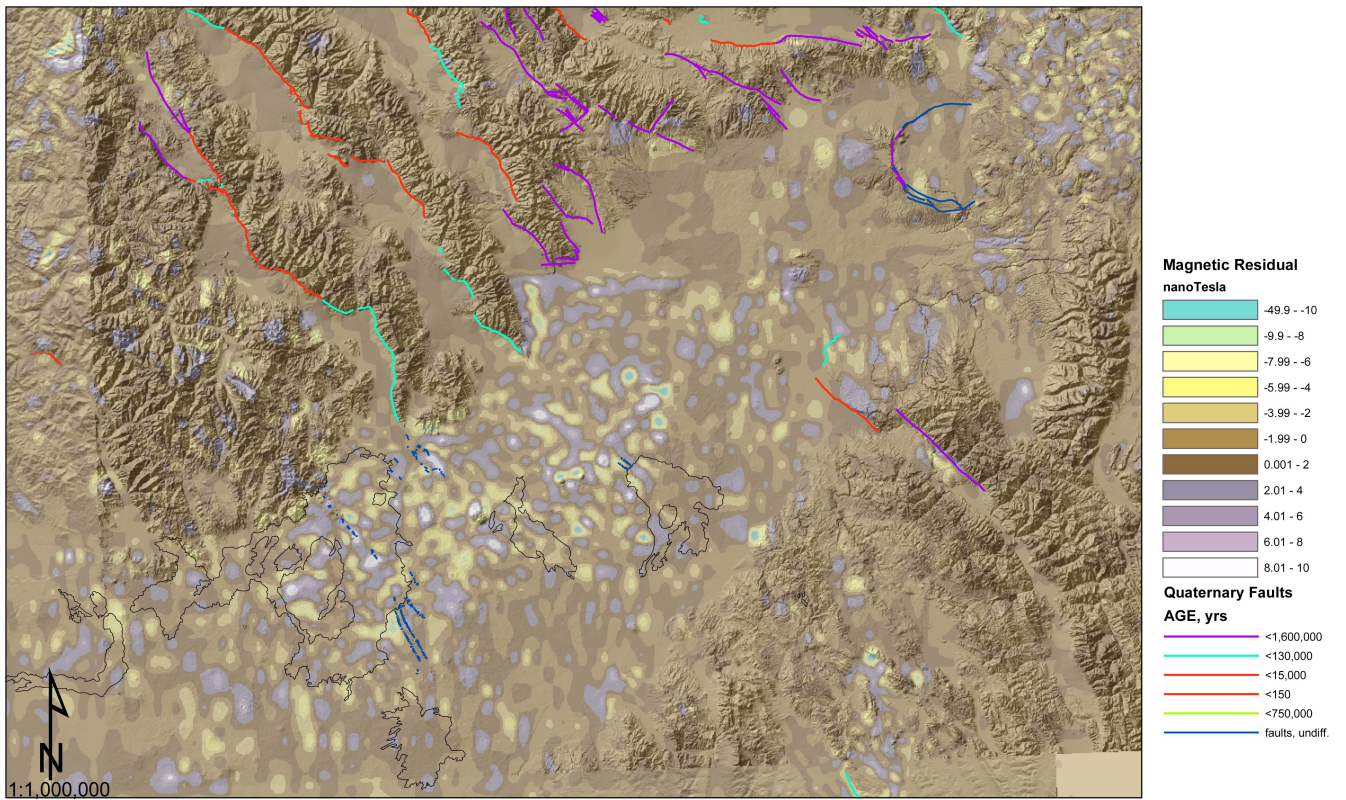 Magnetic Residual
nanoTesla
-49.9 - -10
-9.9 - -8
-7.99 - -6
-5.99 - -4
-3.99 - -2
-1.99 - 0
0.001 - 2
2.01 - 4
4.01 - 6
6.01 - 8
8.01 - 10
Quaternary Faults
AGE, yrs
<1,600,000
<130,000
<15,000
<150
<750,000
faults, undiff.
N
1:1,000,000